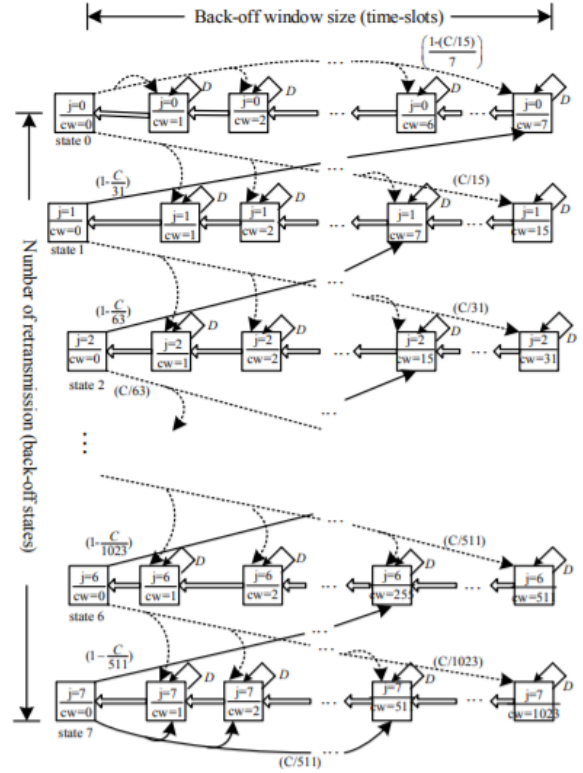 Back-off window size (time-slots)
(1-(C/15)
7)
...
j=0
cw=0
D
j=0
cw=1
D
j=0
cw=2
...
D
j=0
cw=6
D
j=0
cw=7
state 0
(1-C
31)
...
(C/15)
j=1
cw=0
D
j=1
cw=1
D
j=1
cw=2
...
D
j=1
cw=7
...
D
j=1
cw=15
state 1
(1-C
63)
...
(C/31)
j=2
cw=0
D
j=2
cw=1
D
j=2
cw=2
...
D
j=2
cw=15
...
D
j=2
cw=31
state 2
(C/63)
...
...
Number of retransmission (back-off states)
(1-C
1023)
...
(C/511)
j=6
cw=0
D
j=6
cw=1
D
j=6
cw=2
...
D
j=6
cw=255
...
D
j=6
cw=511
state 6
(1-C
511)
...
...
(C/1023)
j=7
cw=0
D
j=7
cw=1
D
j=7
cw=2
...
D
j=7
cw=51
...
D
j=7
cw=1023
state 7
(C/511)